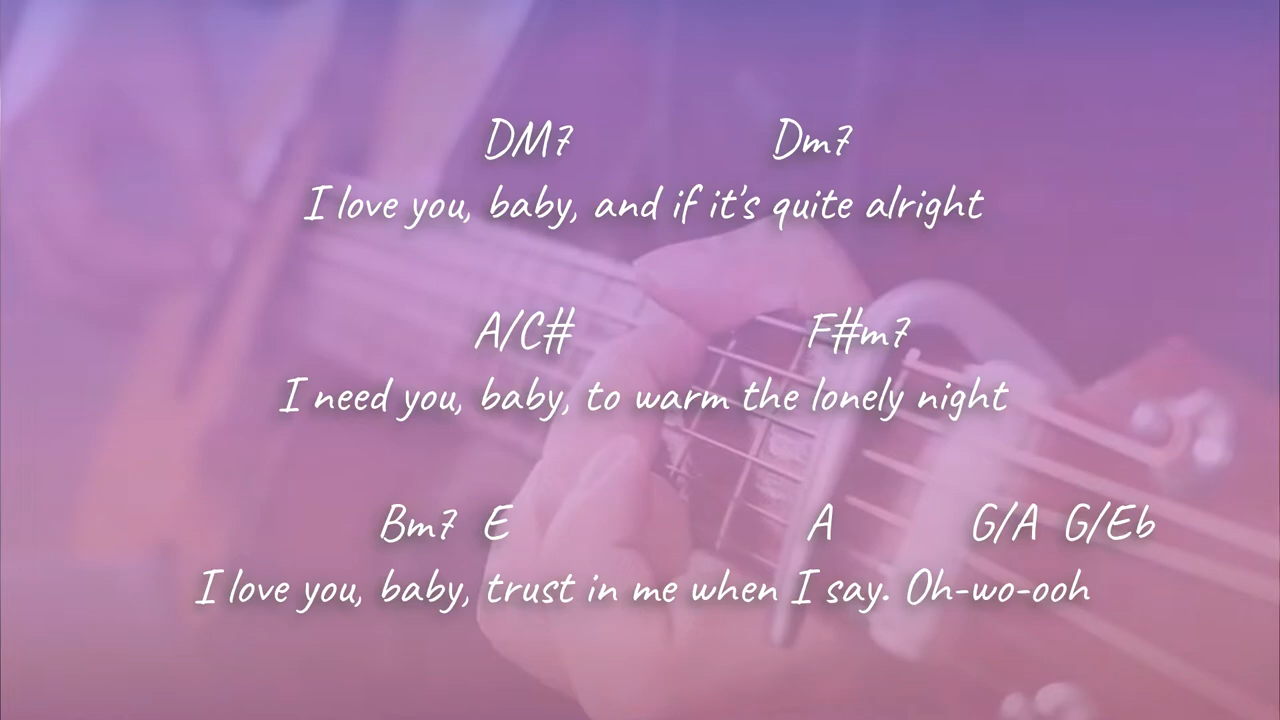 DM7 Dm7
I love you, baby, and if it's quite alright
A/C# F#m7
I need you, baby, to warm the lonely night
Bm7 E A G/A G/Eb
I love you, baby, trust in me when I say. Oh-wo-ooh